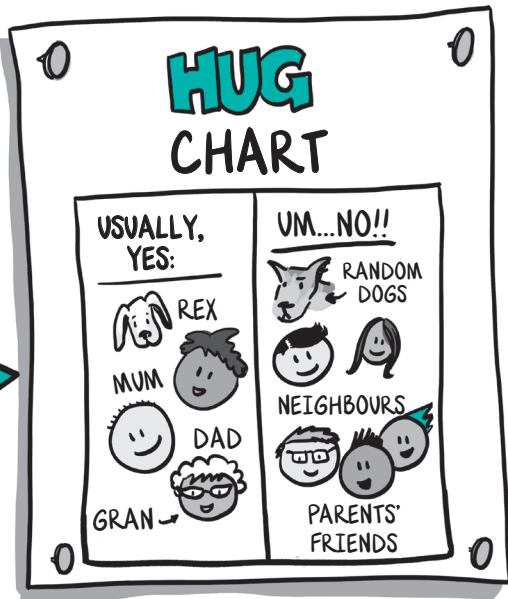 HUG
CHART
USUALLY,
YES:
REX
MUM
DAD
GRAN
UM...NO!!
RANDOM
DOGS
NEIGHBOURS
PARENTS'
FRIENDS